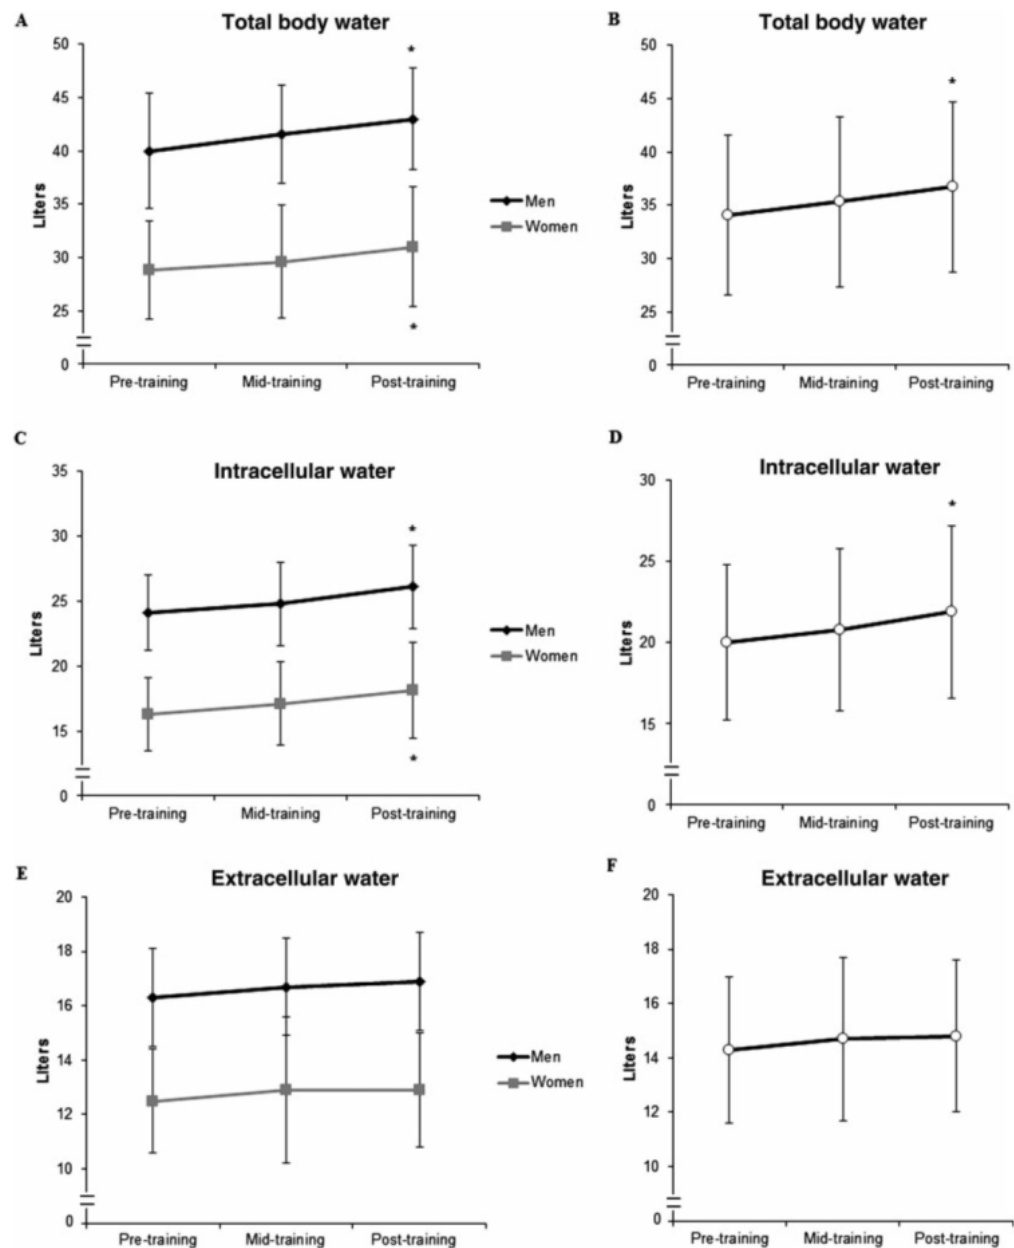 A
Total body water
50
45
40
35
30
25
0
Liters
*
*
Men
Women
Pre-training
Mid-training
Post-training
B
Total body water
50
45
40
35
30
25
0
Liters
*
Pre-training
Mid-training
Post-training
C
Intracellular water
35
30
25
20
15
0
Liters
*
*
Men
Women
Pre-training
Mid-training
Post-training
D
Intracellular water
30
25
20
15
0
Liters
*
Pre-training
Mid-training
Post-training
E
Extracellular water
20
18
16
14
12
10
0
Liters
Men
Women
Pre-training
Mid-training
Post-training
F
Extracellular water
20
18
16
14
12
10
0
Liters
Pre-training
Mid-training
Post-training